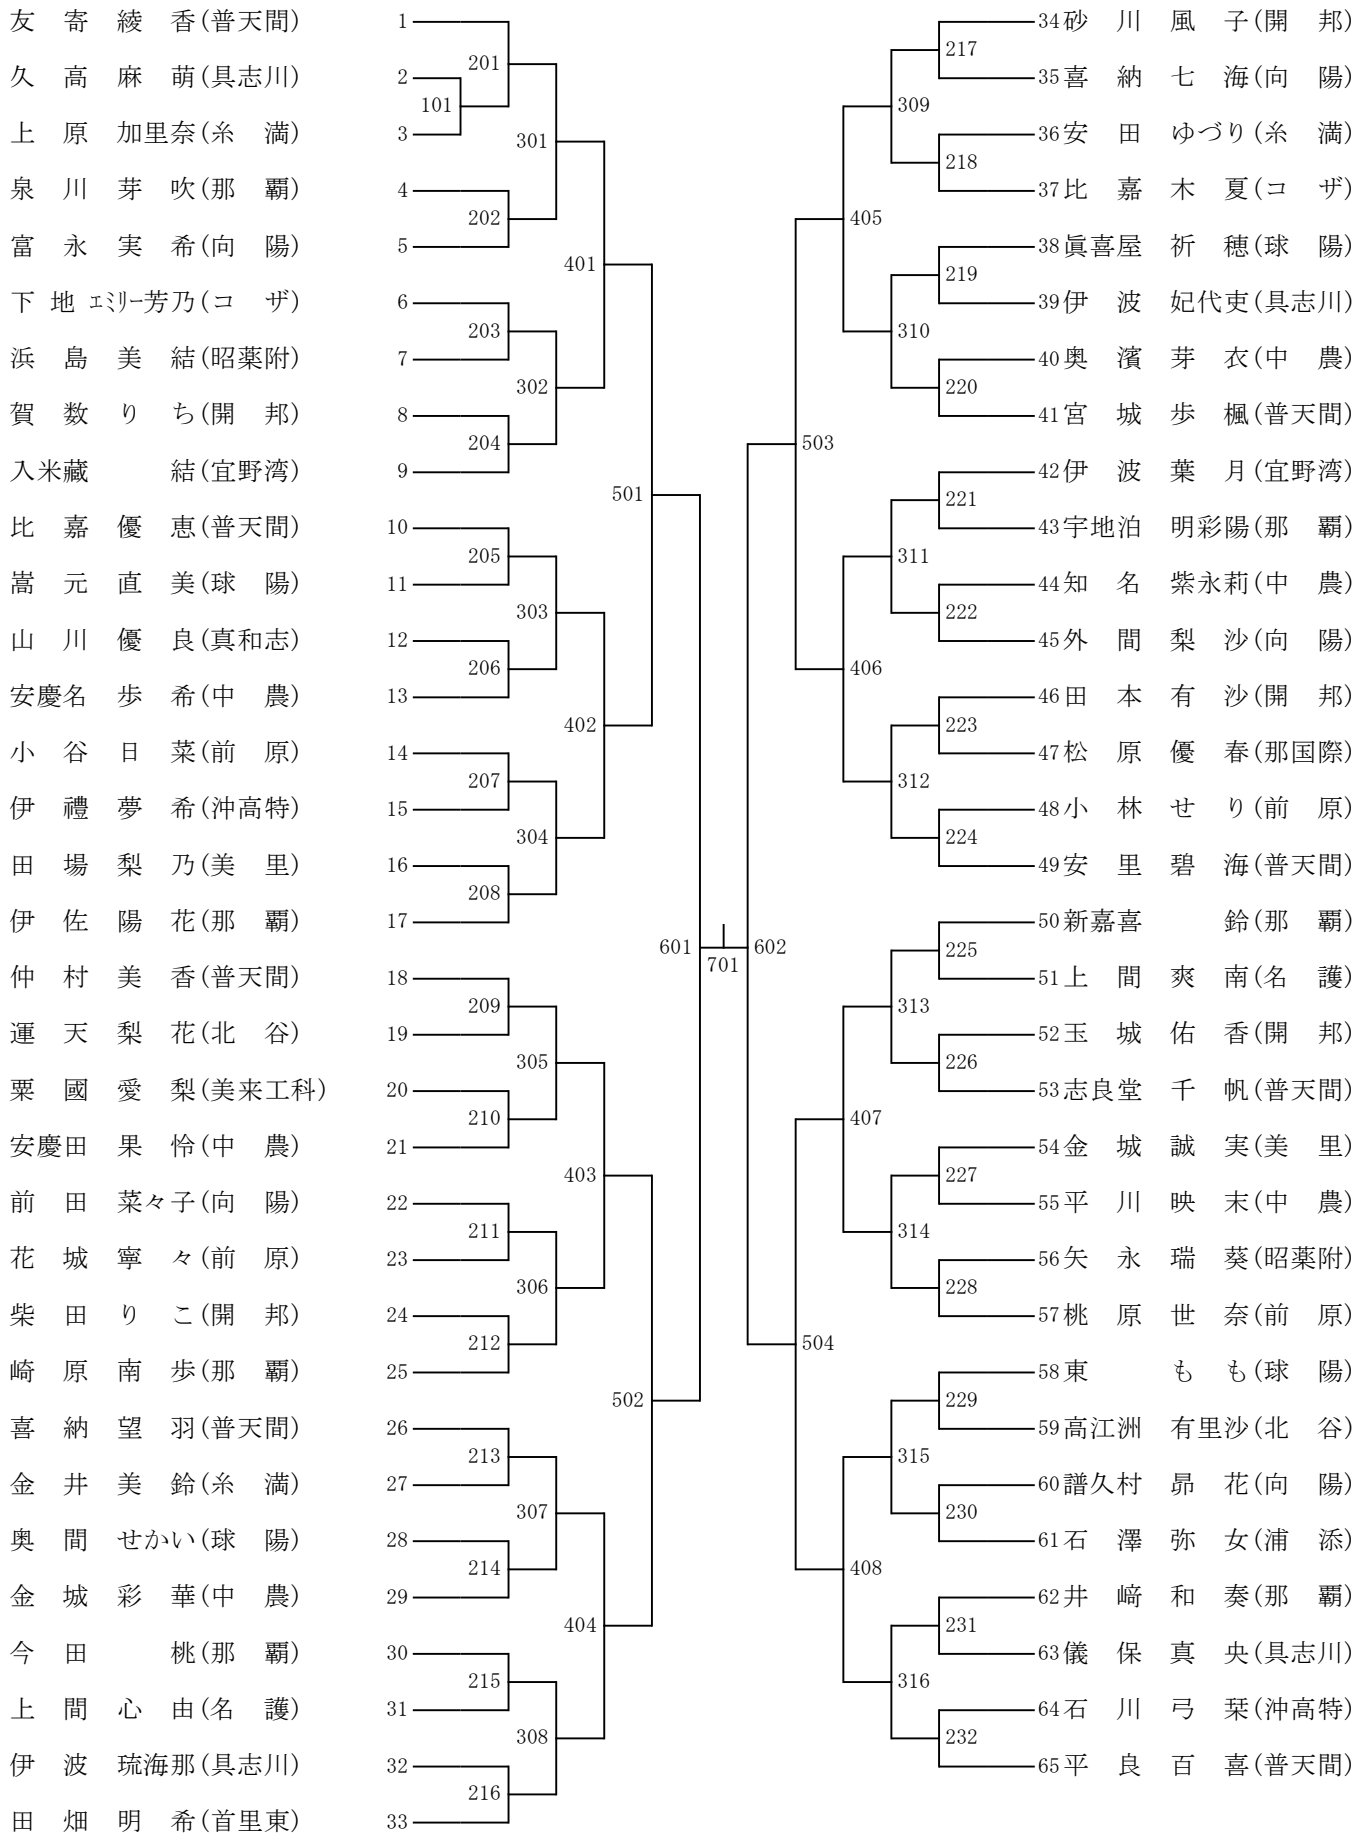 友 寄 綾 香(普天間) 1
久 高 麻 萌(具志川) 2
上 原 加里奈(糸 満) 3
泉 川 芽 吹(那 覇) 4
富 永 実 希(向 陽) 5
下 地 ｴﾐﾘｰ芳乃(コ ザ) 6
浜 島 美 結(昭薬附) 7
賀 数 り ち(開 邦) 8
入米藏 結(宜野湾) 9
比 嘉 優 恵(普天間) 10
嵩 元 直 美(球 陽) 11
山 川 優 良(真和志) 12
安慶名 歩 希(中 農) 13
小 谷 日 菜(前 原) 14
伊 禮 夢 希(沖高特) 15
田 場 梨 乃(美 里) 16
伊 佐 陽 花(那 覇) 17
仲 村 美 香(普天間) 18
運 天 梨 花(北 谷) 19
粟 國 愛 梨(美来工科) 20
安慶田 果 怜(中 農) 21
前 田 菜々子(向 陽) 22
花 城 寧 々(前 原) 23
柴 田 り こ(開 邦) 24
崎 原 南 歩(那 覇) 25
喜 納 望 羽(普天間) 26
金 井 美 鈴(糸 満) 27
奥 間 せかい(球 陽) 28
金 城 彩 華(中 農) 29
今 田 桃(那 覇) 30
上 間 心 由(名 護) 31
伊 波 琉海那(具志川) 32
田 畑 明 希(首里東) 33
101
201
202
203
204
205
206
207
208
209
210
211
212
213
214
215
216
301
302
303
304
305
306
307
308
401
402
403
404
501
502
601
701
602
503
504
405
406
407
408
309
310
311
312
313
314
315
316
217
218
219
220
221
222
223
224
225
226
227
228
229
230
231
232
34 砂 川 風 子(開 邦)
35 喜 納 七 海(向 陽)
36 安 田 ゆづり(糸 満)
37 比 嘉 木 夏(コ ザ)
38 眞喜屋 祈 穂(球 陽)
39 伊 波 妃代吏(具志川)
40 奥 濱 芽 衣(中 農)
41 宮 城 歩 楓(普天間)
42 伊 波 葉 月(宜野湾)
43 宇地泊 明彩陽(那 覇)
44 知 名 紫永莉(中 農)
45 外 間 梨 沙(向 陽)
46 田 本 有 沙(開 邦)
47 松 原 優 春(那国際)
48 小 林 せ り(前 原)
49 安 里 碧 海(普天間)
50 新嘉喜 鈴(那 覇)
51 上 間 爽 南(名 護)
52 玉 城 佑 香(開 邦)
53 志良堂 千 帆(普天間)
54 金 城 誠 実(美 里)
55 平 川 映 末(中 農)
56 矢 永 瑞 葵(昭薬附)
57 桃 原 世 奈(前 原)
58 東 も も(球 陽)
59 高江洲 有里沙(北 谷)
60 譜久村 昴 花(向 陽)
61 石 澤 弥 女(浦 添)
62 井 﨑 和 奏(那 覇)
63 儀 保 真 央(具志川)
64 石 川 弓 栞(沖高特)
65 平 良 百 喜(普天間)